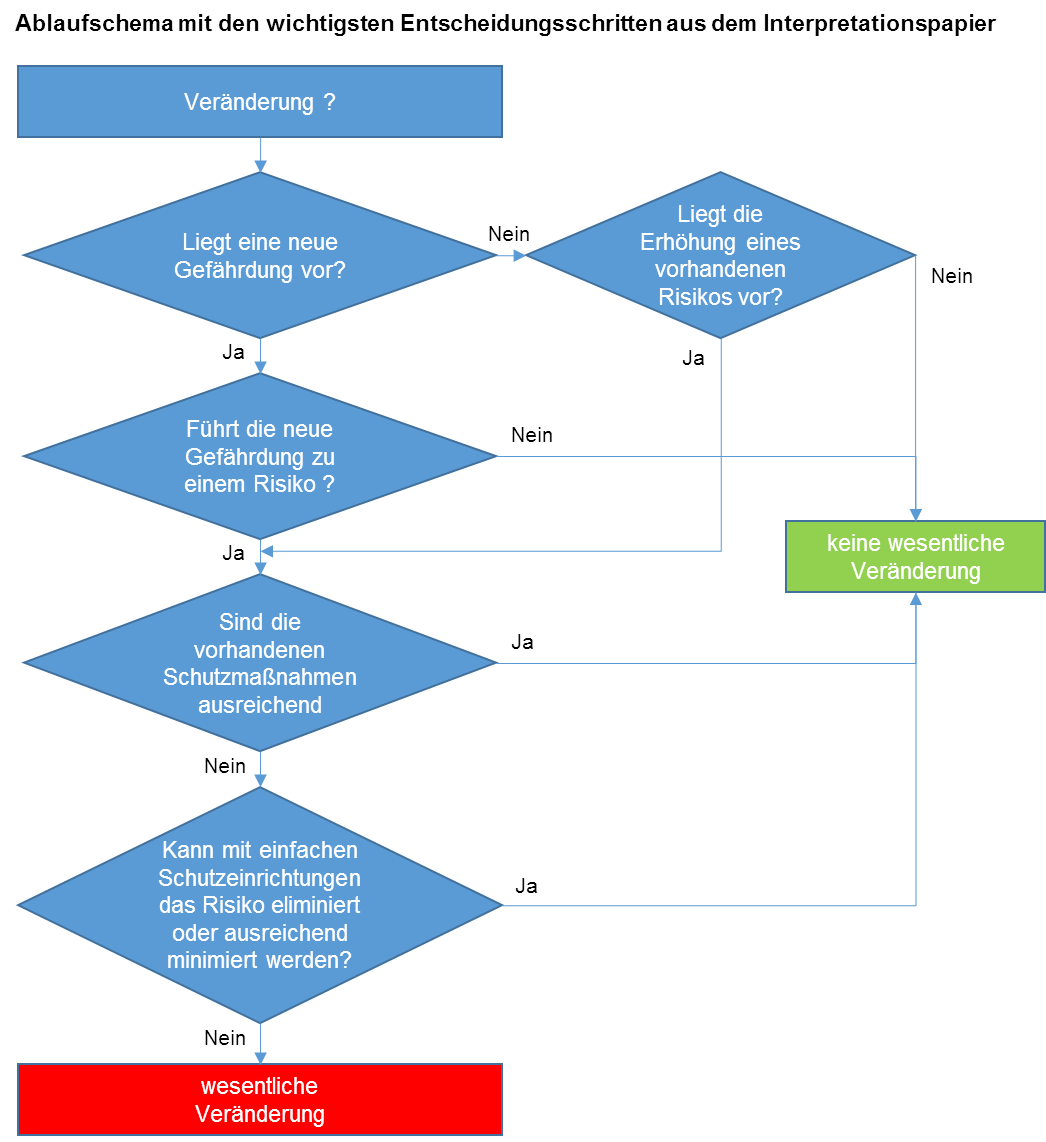 Ablaufschema mit den wichtigsten Entscheidungsschritten aus dem Interpretationspapier
Veränderung ?
Liegt eine neue
Gefährdung vor?
Nein
Liegt die
Erhöhung eines
vorhandenen
Risikos vor?
Nein
Ja
Ja
Führt die neue
Gefährdung zu
einem Risiko ?
Nein
Ja
keine wesentliche
Veränderung
Sind die
vorhandenen
Schutzmaßnahmen
ausreichend
Ja
Nein
Kann mit einfachen
Schutzeinrichtungen
das Risiko eliminiert
oder ausreichend
minimiert werden?
Ja
Nein
wesentliche
Veränderung